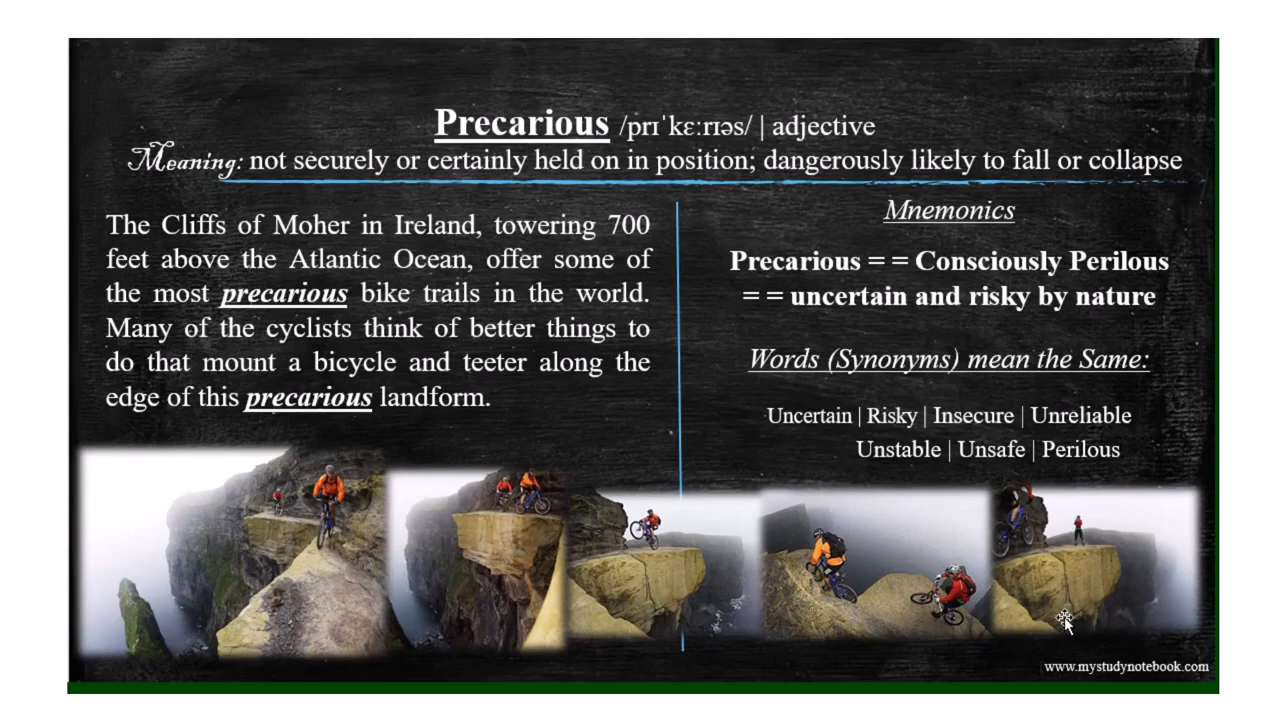 Precarious /prɪˈkɛːrɪəs/ | adjective
Meaning: not securely or certainly held on in position; dangerously likely to fall or collapse
The Cliffs of Moher in Ireland, towering 700
feet above the Atlantic Ocean, offer some of
the most precarious bike trails in the world.
Many of the cyclists think of better things to
do that mount a bicycle and teeter along the
edge of this precarious landform.
Mnemonics
Precarious = = Consciously Perilous
= = uncertain and risky by nature
Words (Synonyms) mean the Same:
Uncertain | Risky | Insecure | Unreliable
Unstable | Unsafe | Perilous
www.mystudynotebook.com